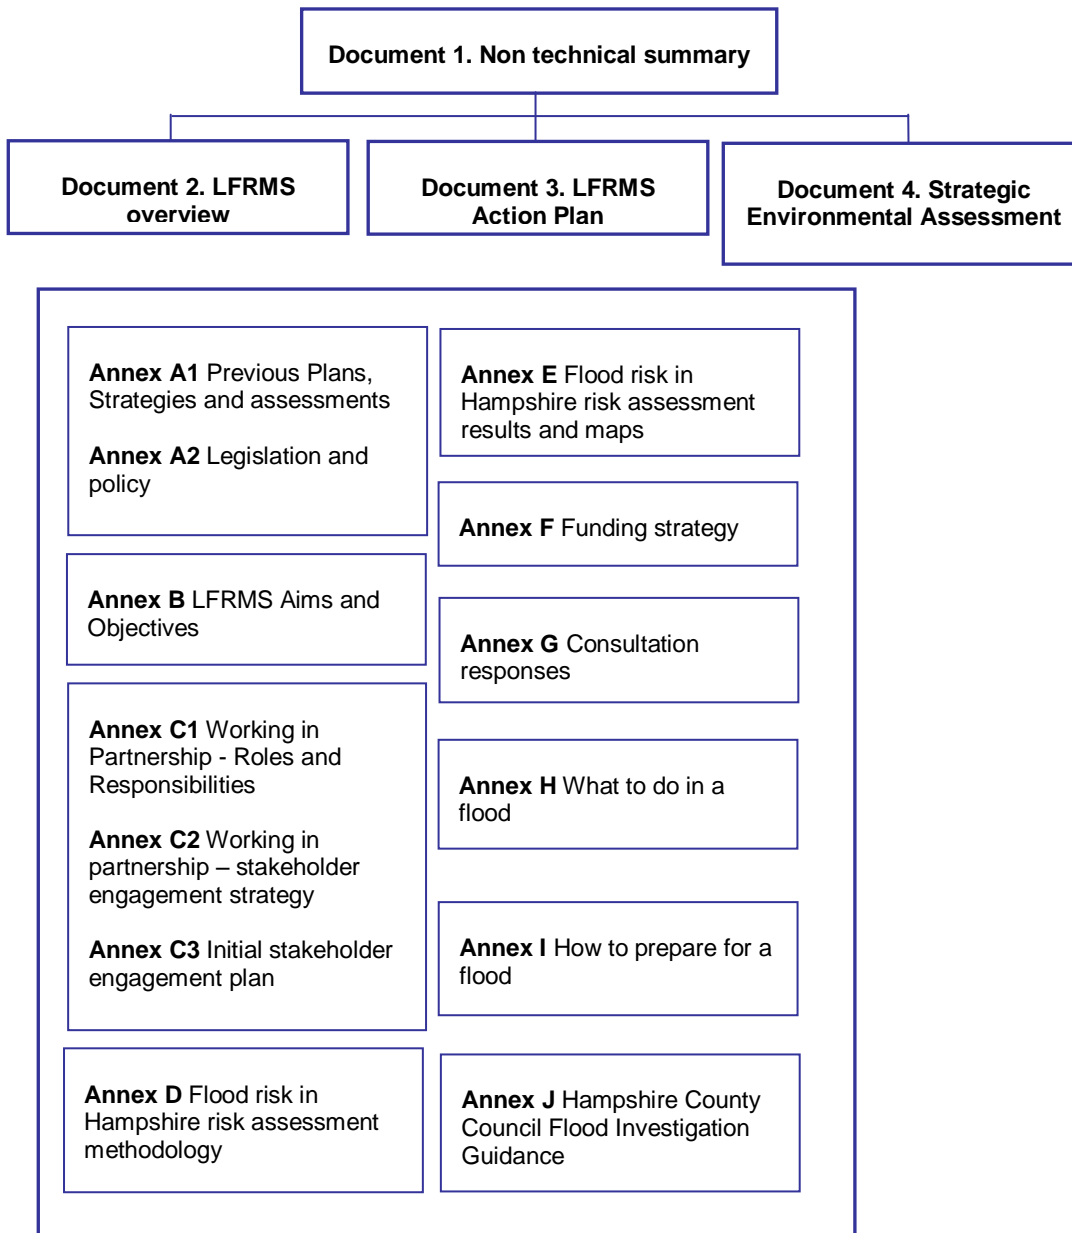 Document 1. Non technical summary
Document 2. LFRMS
overview
Document 3. LFRMS
Action Plan
Document 4. Strategic
Environmental Assessment
Annex A1 Previous Plans,
Strategies and assessments
Annex A2 Legislation and
policy
Annex B LFRMS Aims and
Objectives
Annex C1 Working in
Partnership - Roles and
Responsibilities
Annex C2 Working in
partnership – stakeholder
engagement strategy
Annex C3 Initial stakeholder
engagement plan
Annex D Flood risk in
Hampshire risk assessment
methodology
Annex E Flood risk in
Hampshire risk assessment
results and maps
Annex F Funding strategy
Annex G Consultation
responses
Annex H What to do in a
flood
Annex I How to prepare for a
flood
Annex J Hampshire County
Council Flood Investigation
Guidance